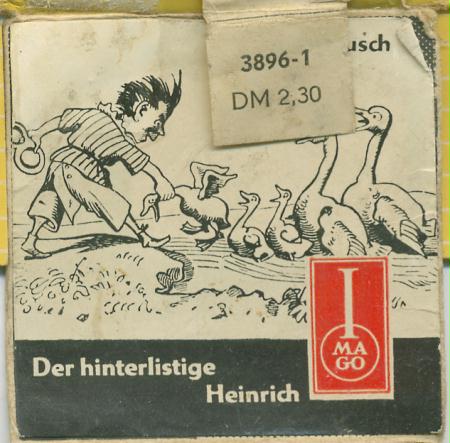 usch
3896-1
DM 2,30
I
MA
GO
Der hinterlistige
Heinrich